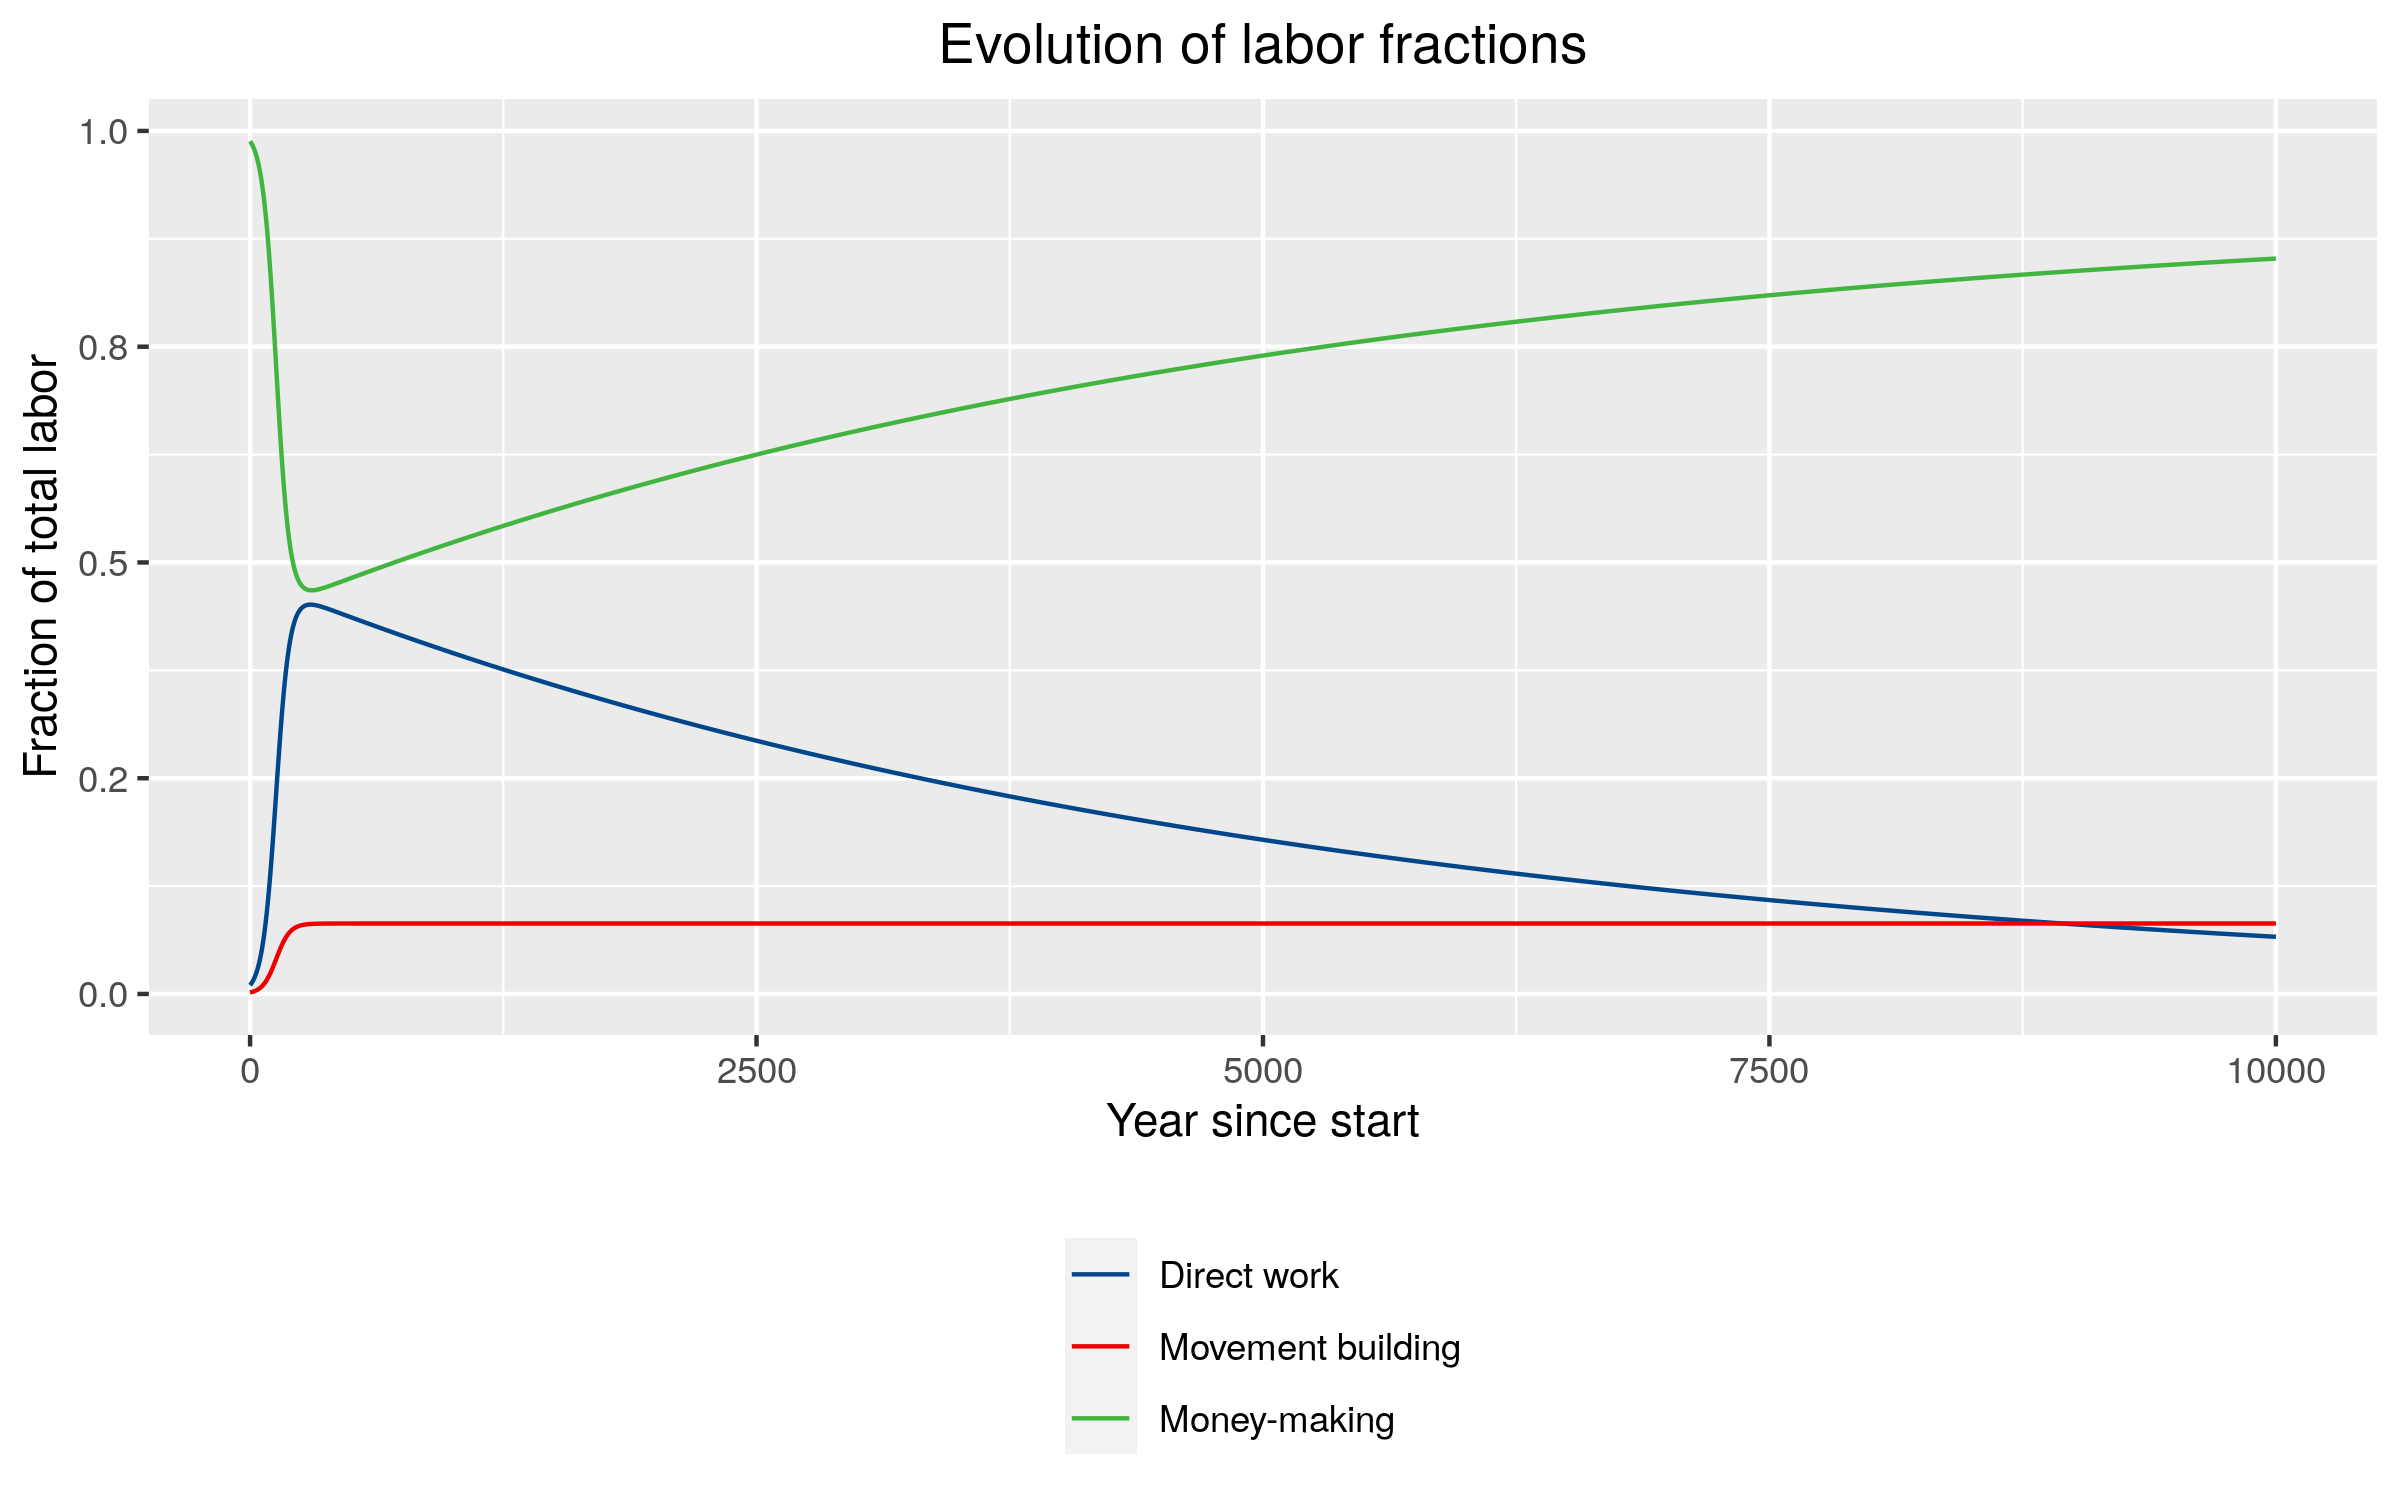 Evolution of labor fractions
Fraction of total labor
1.0
0.8
0.5
0.2
0.0
0 2500 5000 7500 10000
Year since start
Direct work
Movement building
Money-making